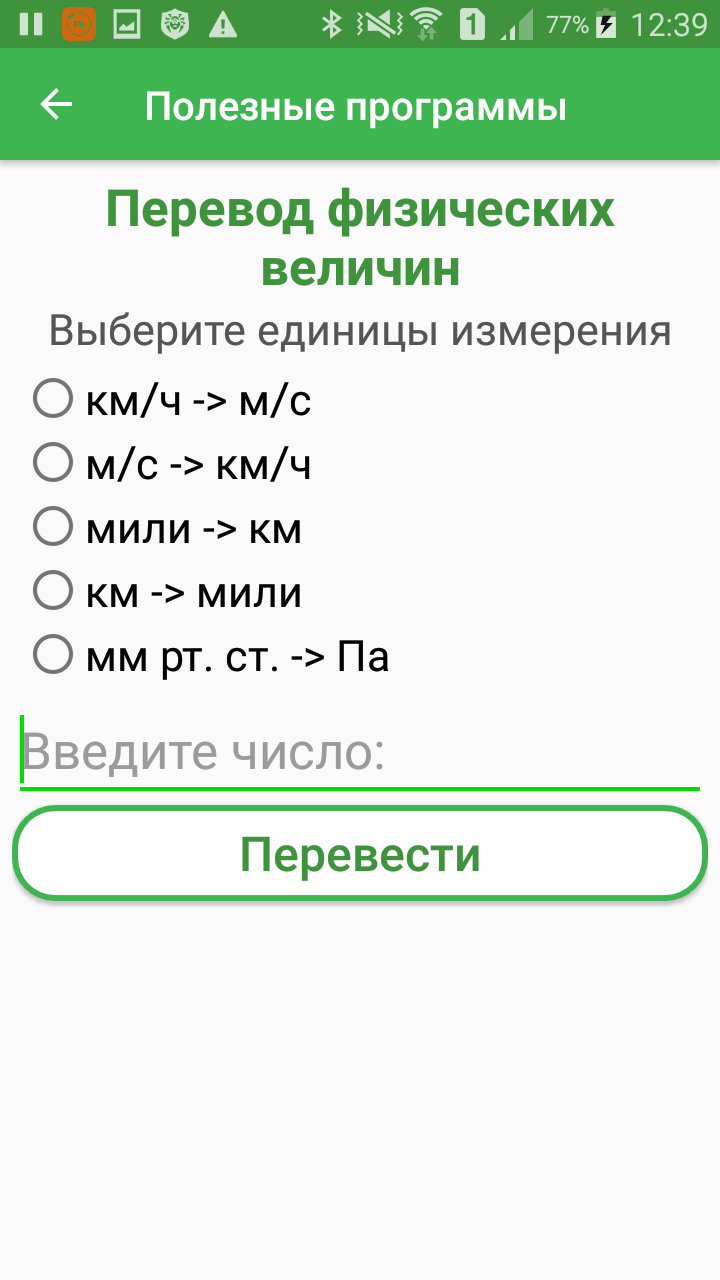 1 77% 12:39
Полезные программы
Перевод физических
величин
Выберите единицы измерения
км/ч -> м/с
м/с -> км/ч
мили -> км
км -> мили
мм рт. ст. -> Па
Введите число:
Перевести